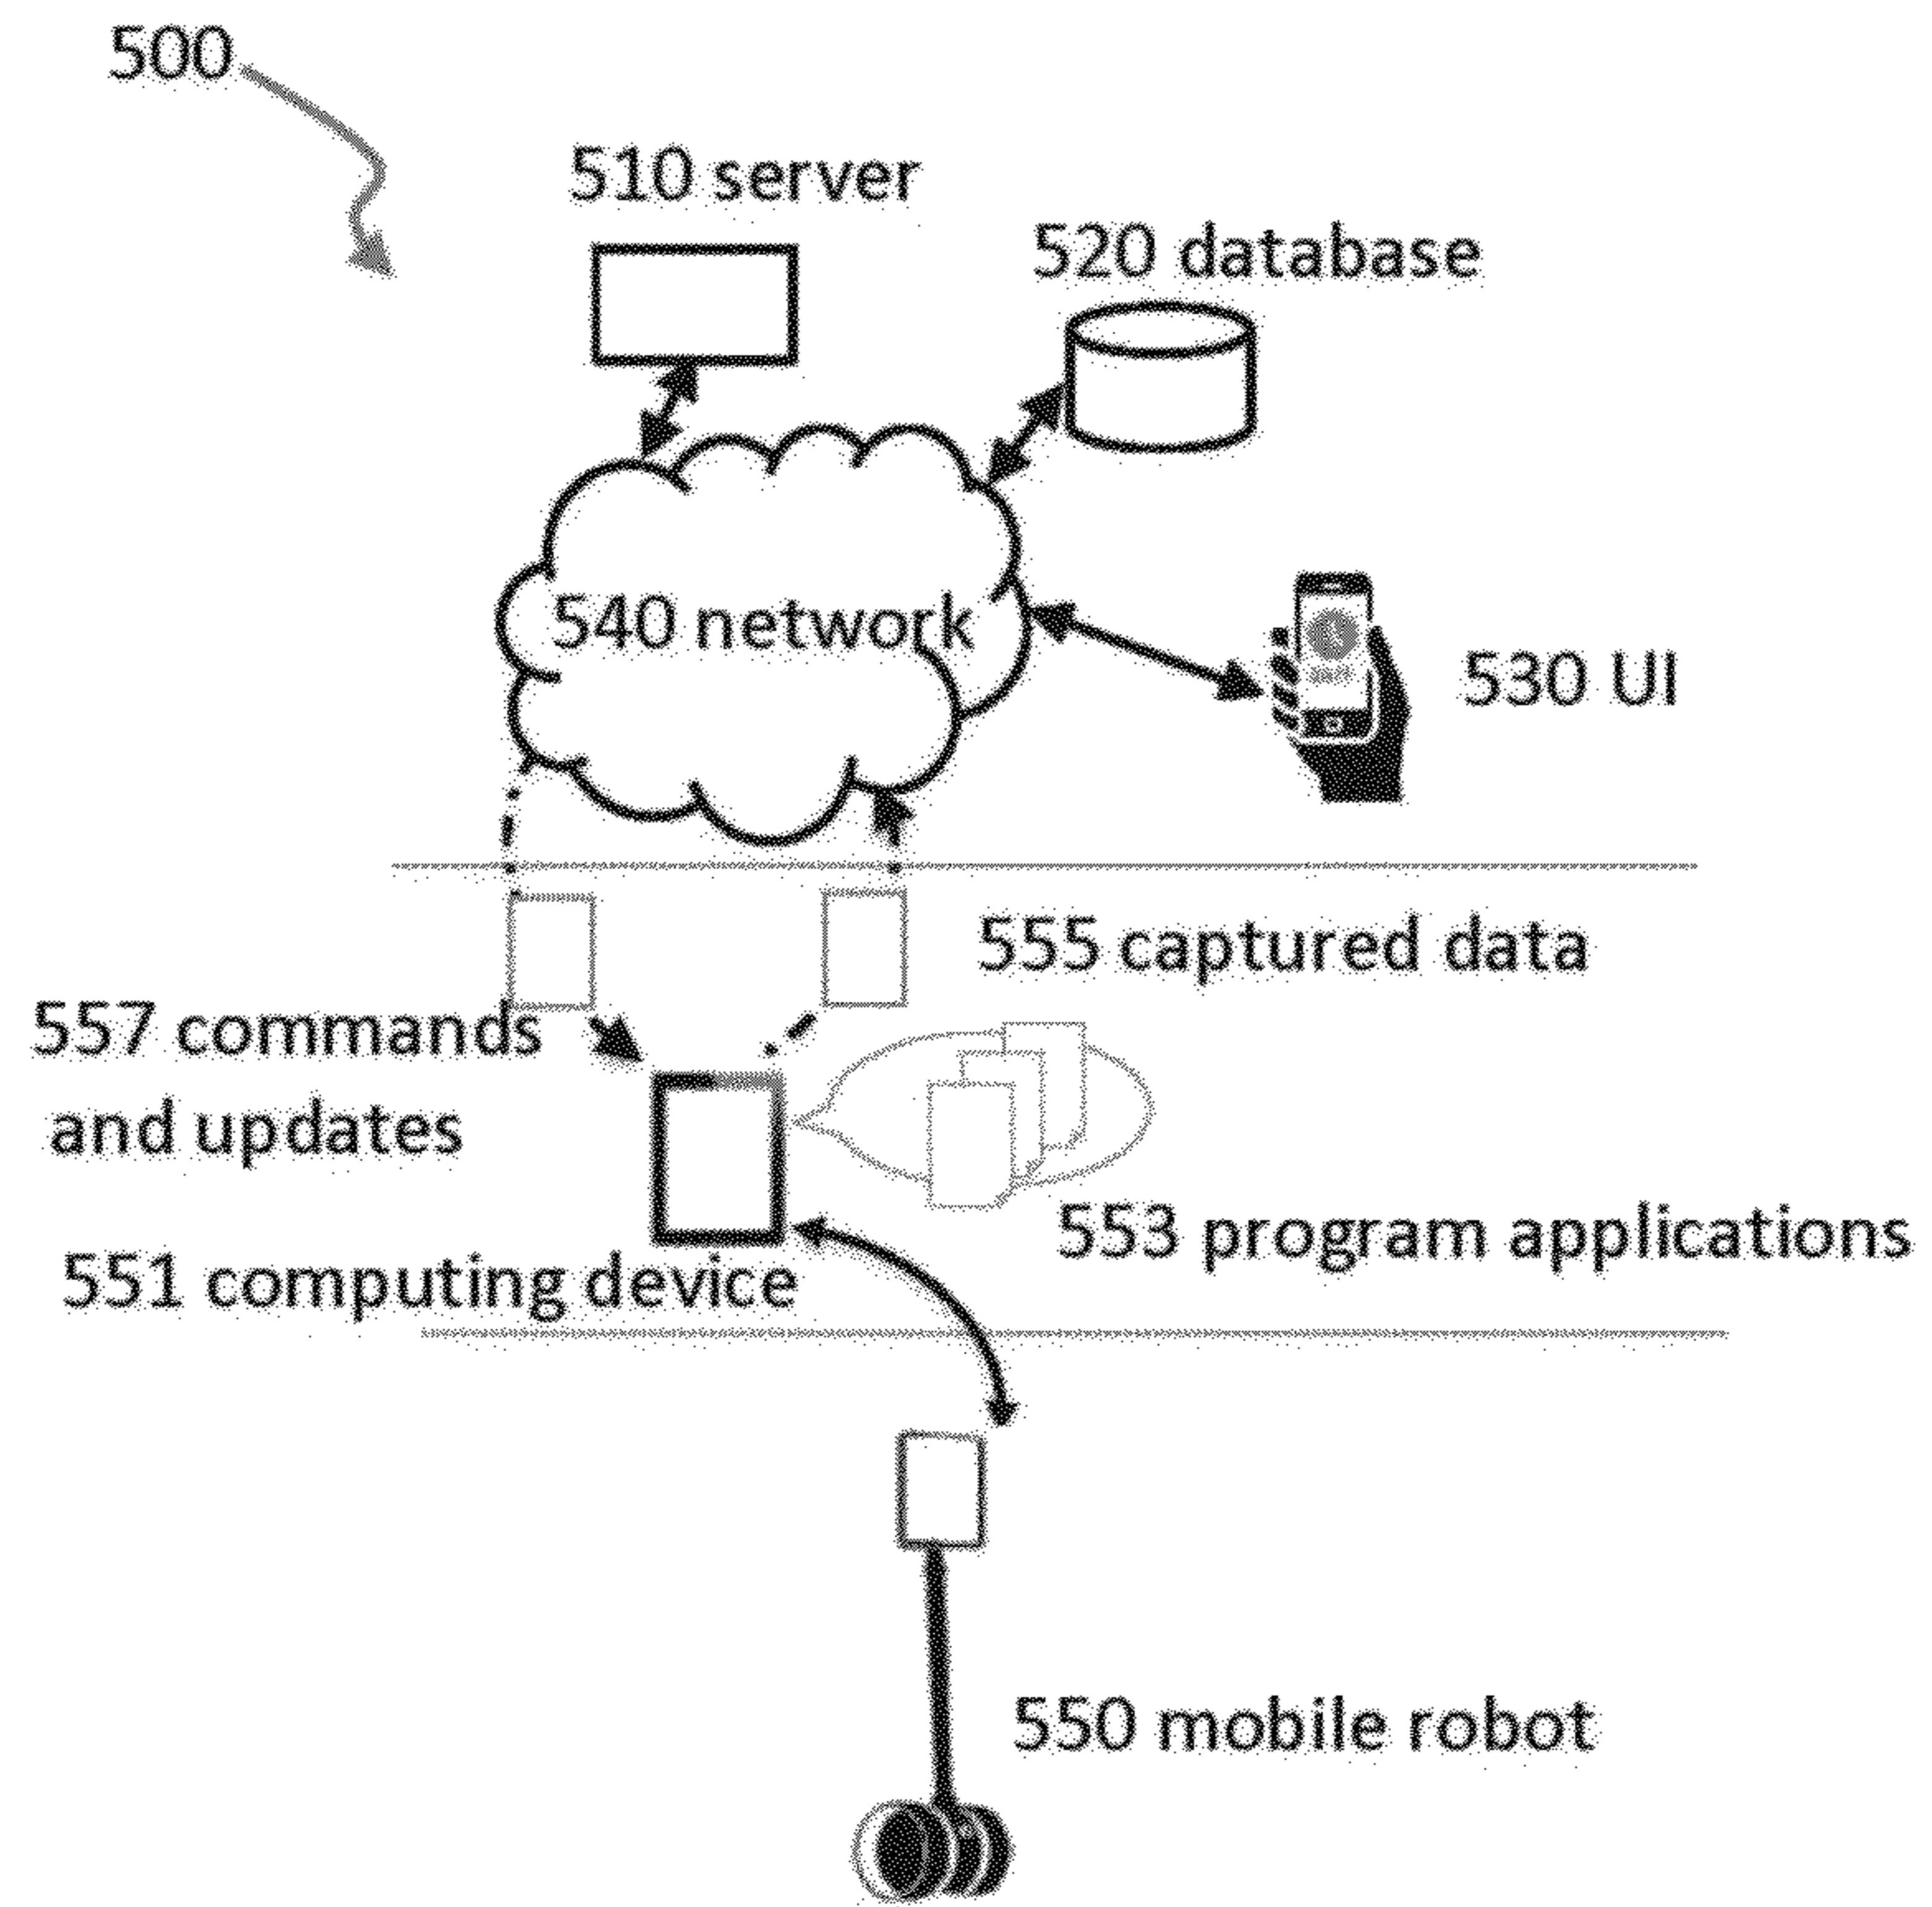 500
510 server
520 database
540 network
530 UI
555 captured data
557 commands
and updates
553 program applications
551 computing device
550 mobile robot